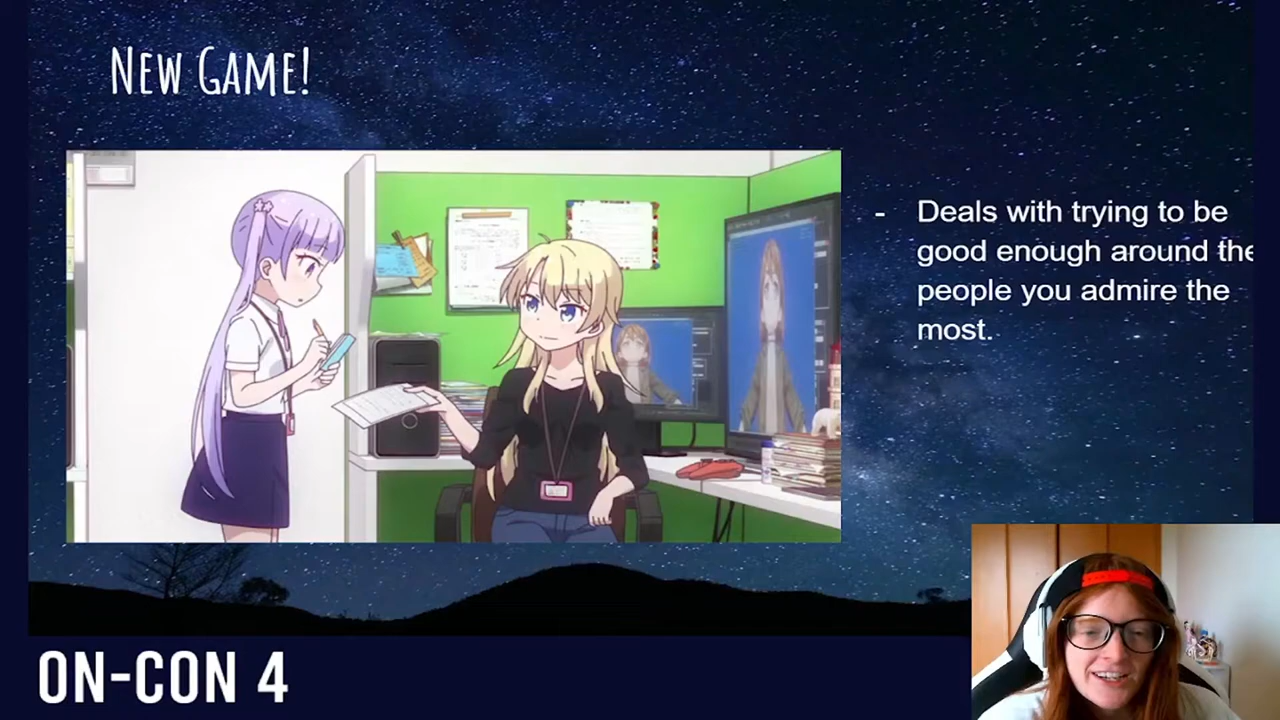 NEW GAME!
- Deals with trying to be
good enough around the
people you admire the
most.
ON-CON 4